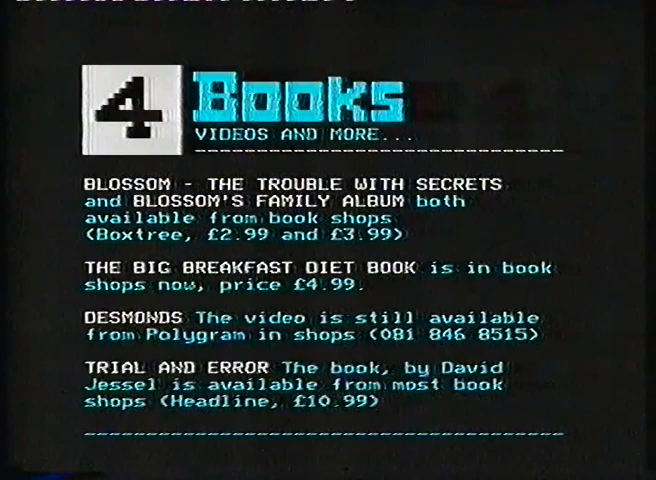 4 Books
VIDEOS AND MORE...
BLOSSOM - THE TROUBLE WITH SECRETS
and BLOSSOM'S FAMILY ALBUM both
available from book shops
(Boxtree, £2.99 and £3.99)
THE BIG BREAKFAST DIET BOOK is in book
shops now, price £4.99.
DESMONDS The video is still available
from Polygram in shops (081 846 8515)
TRIAL AND ERROR The book, by David
Jessel is available from most book
shops (Headline, £10.99)